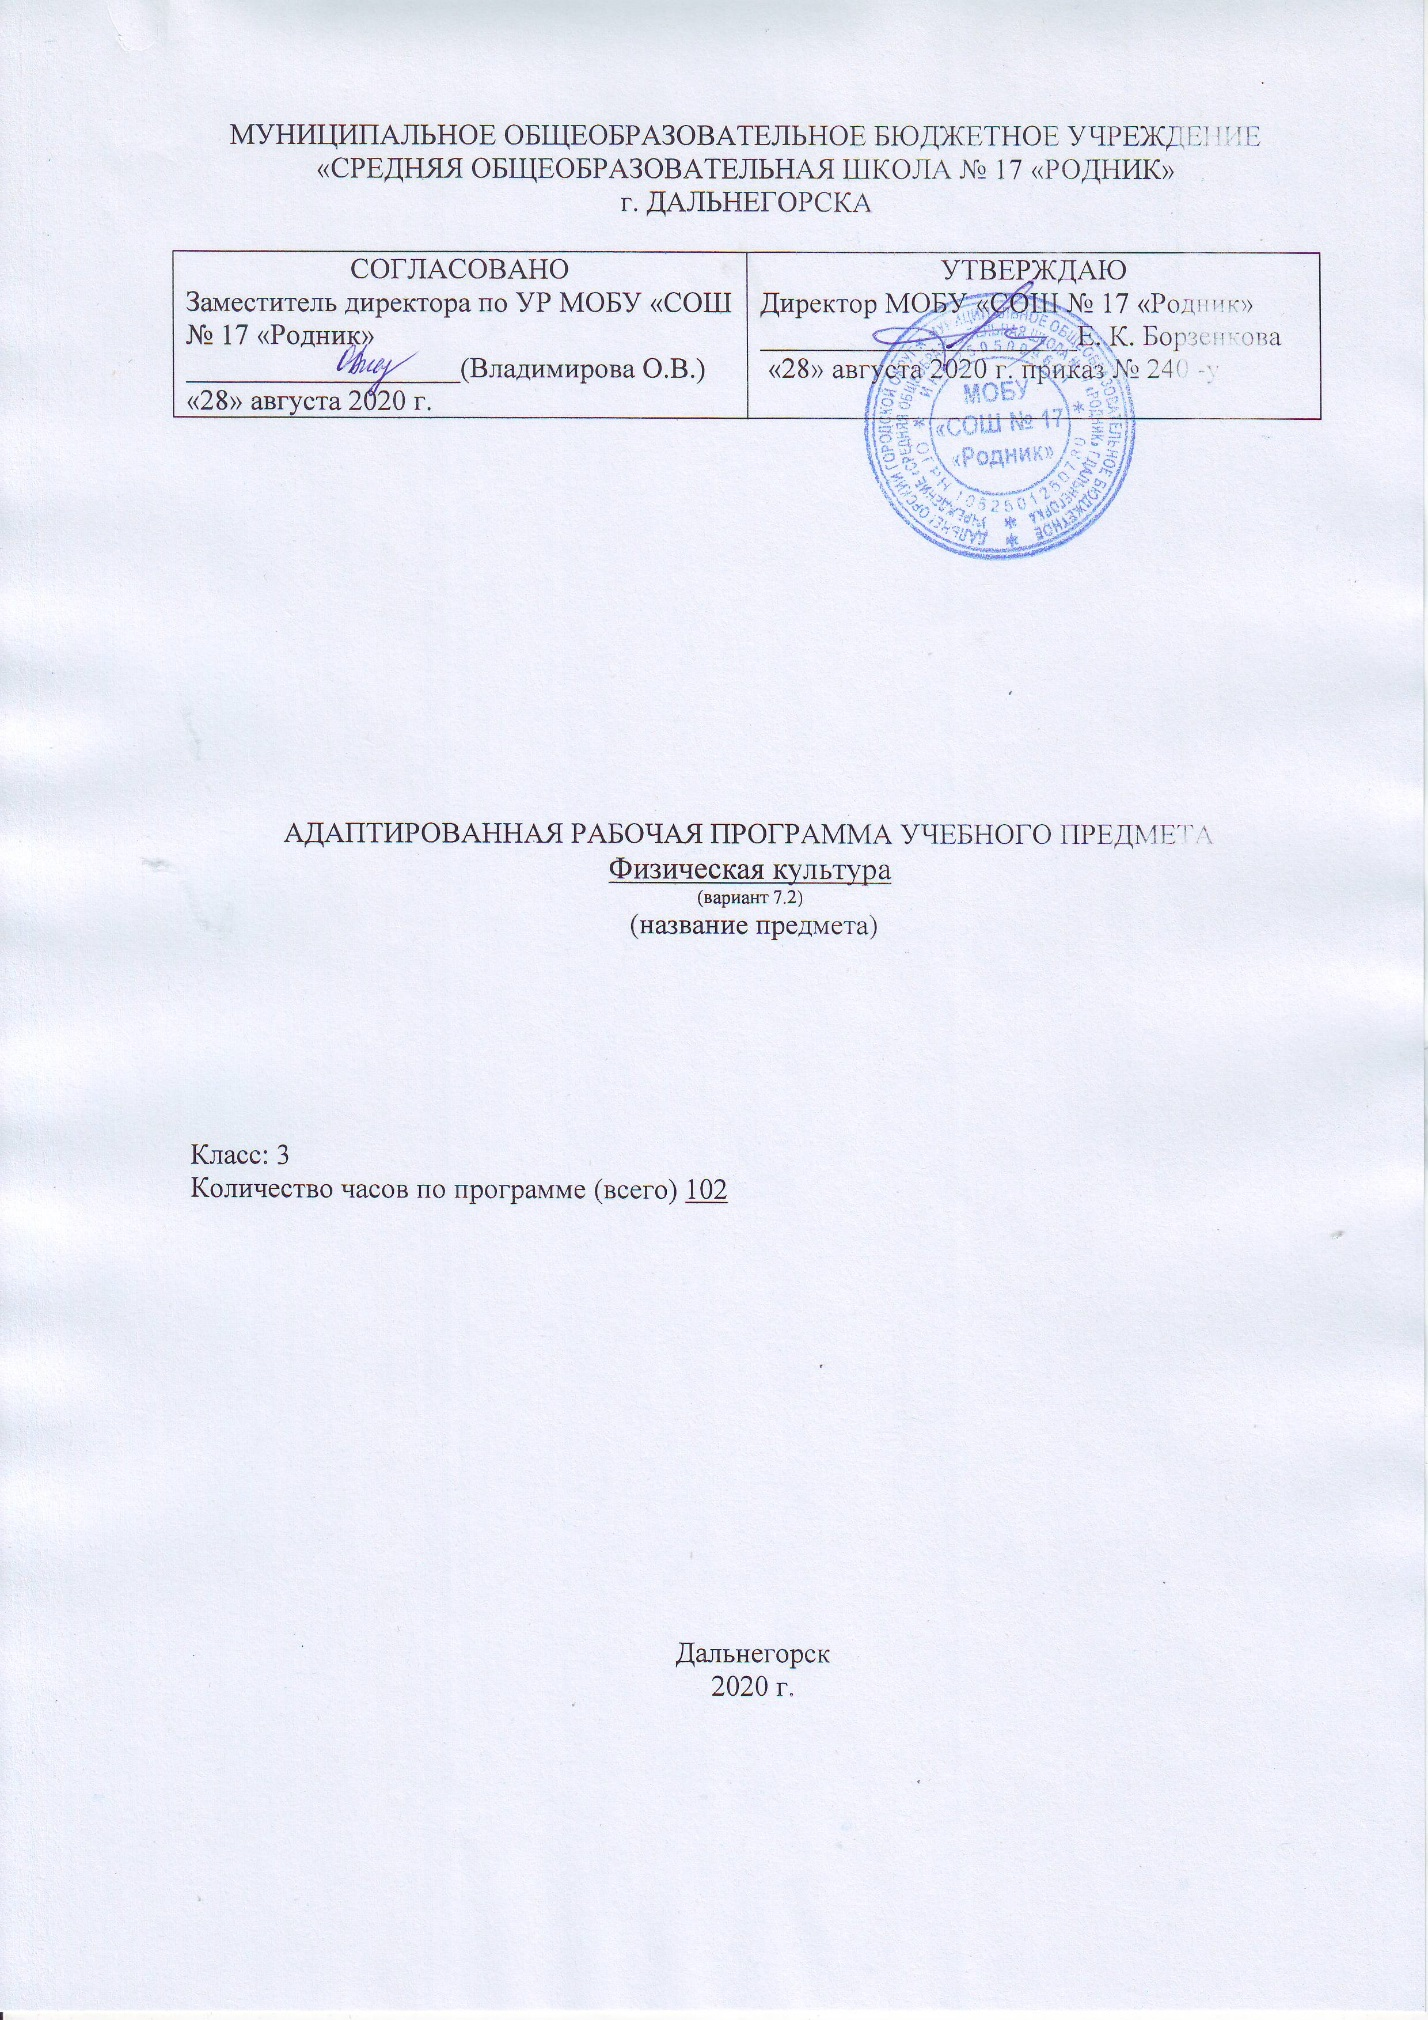 МУНИЦИПАЛЬНОЕ ОБЩЕОБРАЗОВАТЕЛЬНОЕ БЮДЖЕТНОЕ УЧРЕЖДЕНИЕ
«СРЕДНЯЯ ОБЩЕОБРАЗОВАТЕЛЬНАЯ ШКОЛА № 17 «РОДНИК»
г. ДАЛЬНЕГОРСКА
СОГЛАСОВАНО
Заместитель директора по УР МОБУ «СОШ
№ 17 «Родник»
____________________(Владимирова О.В.)
«28» августа 2020 г.
УТВЕРЖДАЮ
Директор МОБУ «СОШ № 17 «Родник»
_______________________Е. К. Борзенкова
«28» августа 2020 г. приказ № 240 -у
МОБУ
«СОШ № 17
«Родник»
АДАПТИРОВАННАЯ РАБОЧАЯ ПРОГРАММА УЧЕБНОГО ПРЕДМЕТА
Физическая культура
(вариант 7.2)
(название предмета)
Класс: 3
Количество часов по программе (всего) 102
Дальнегорск
2020 г.